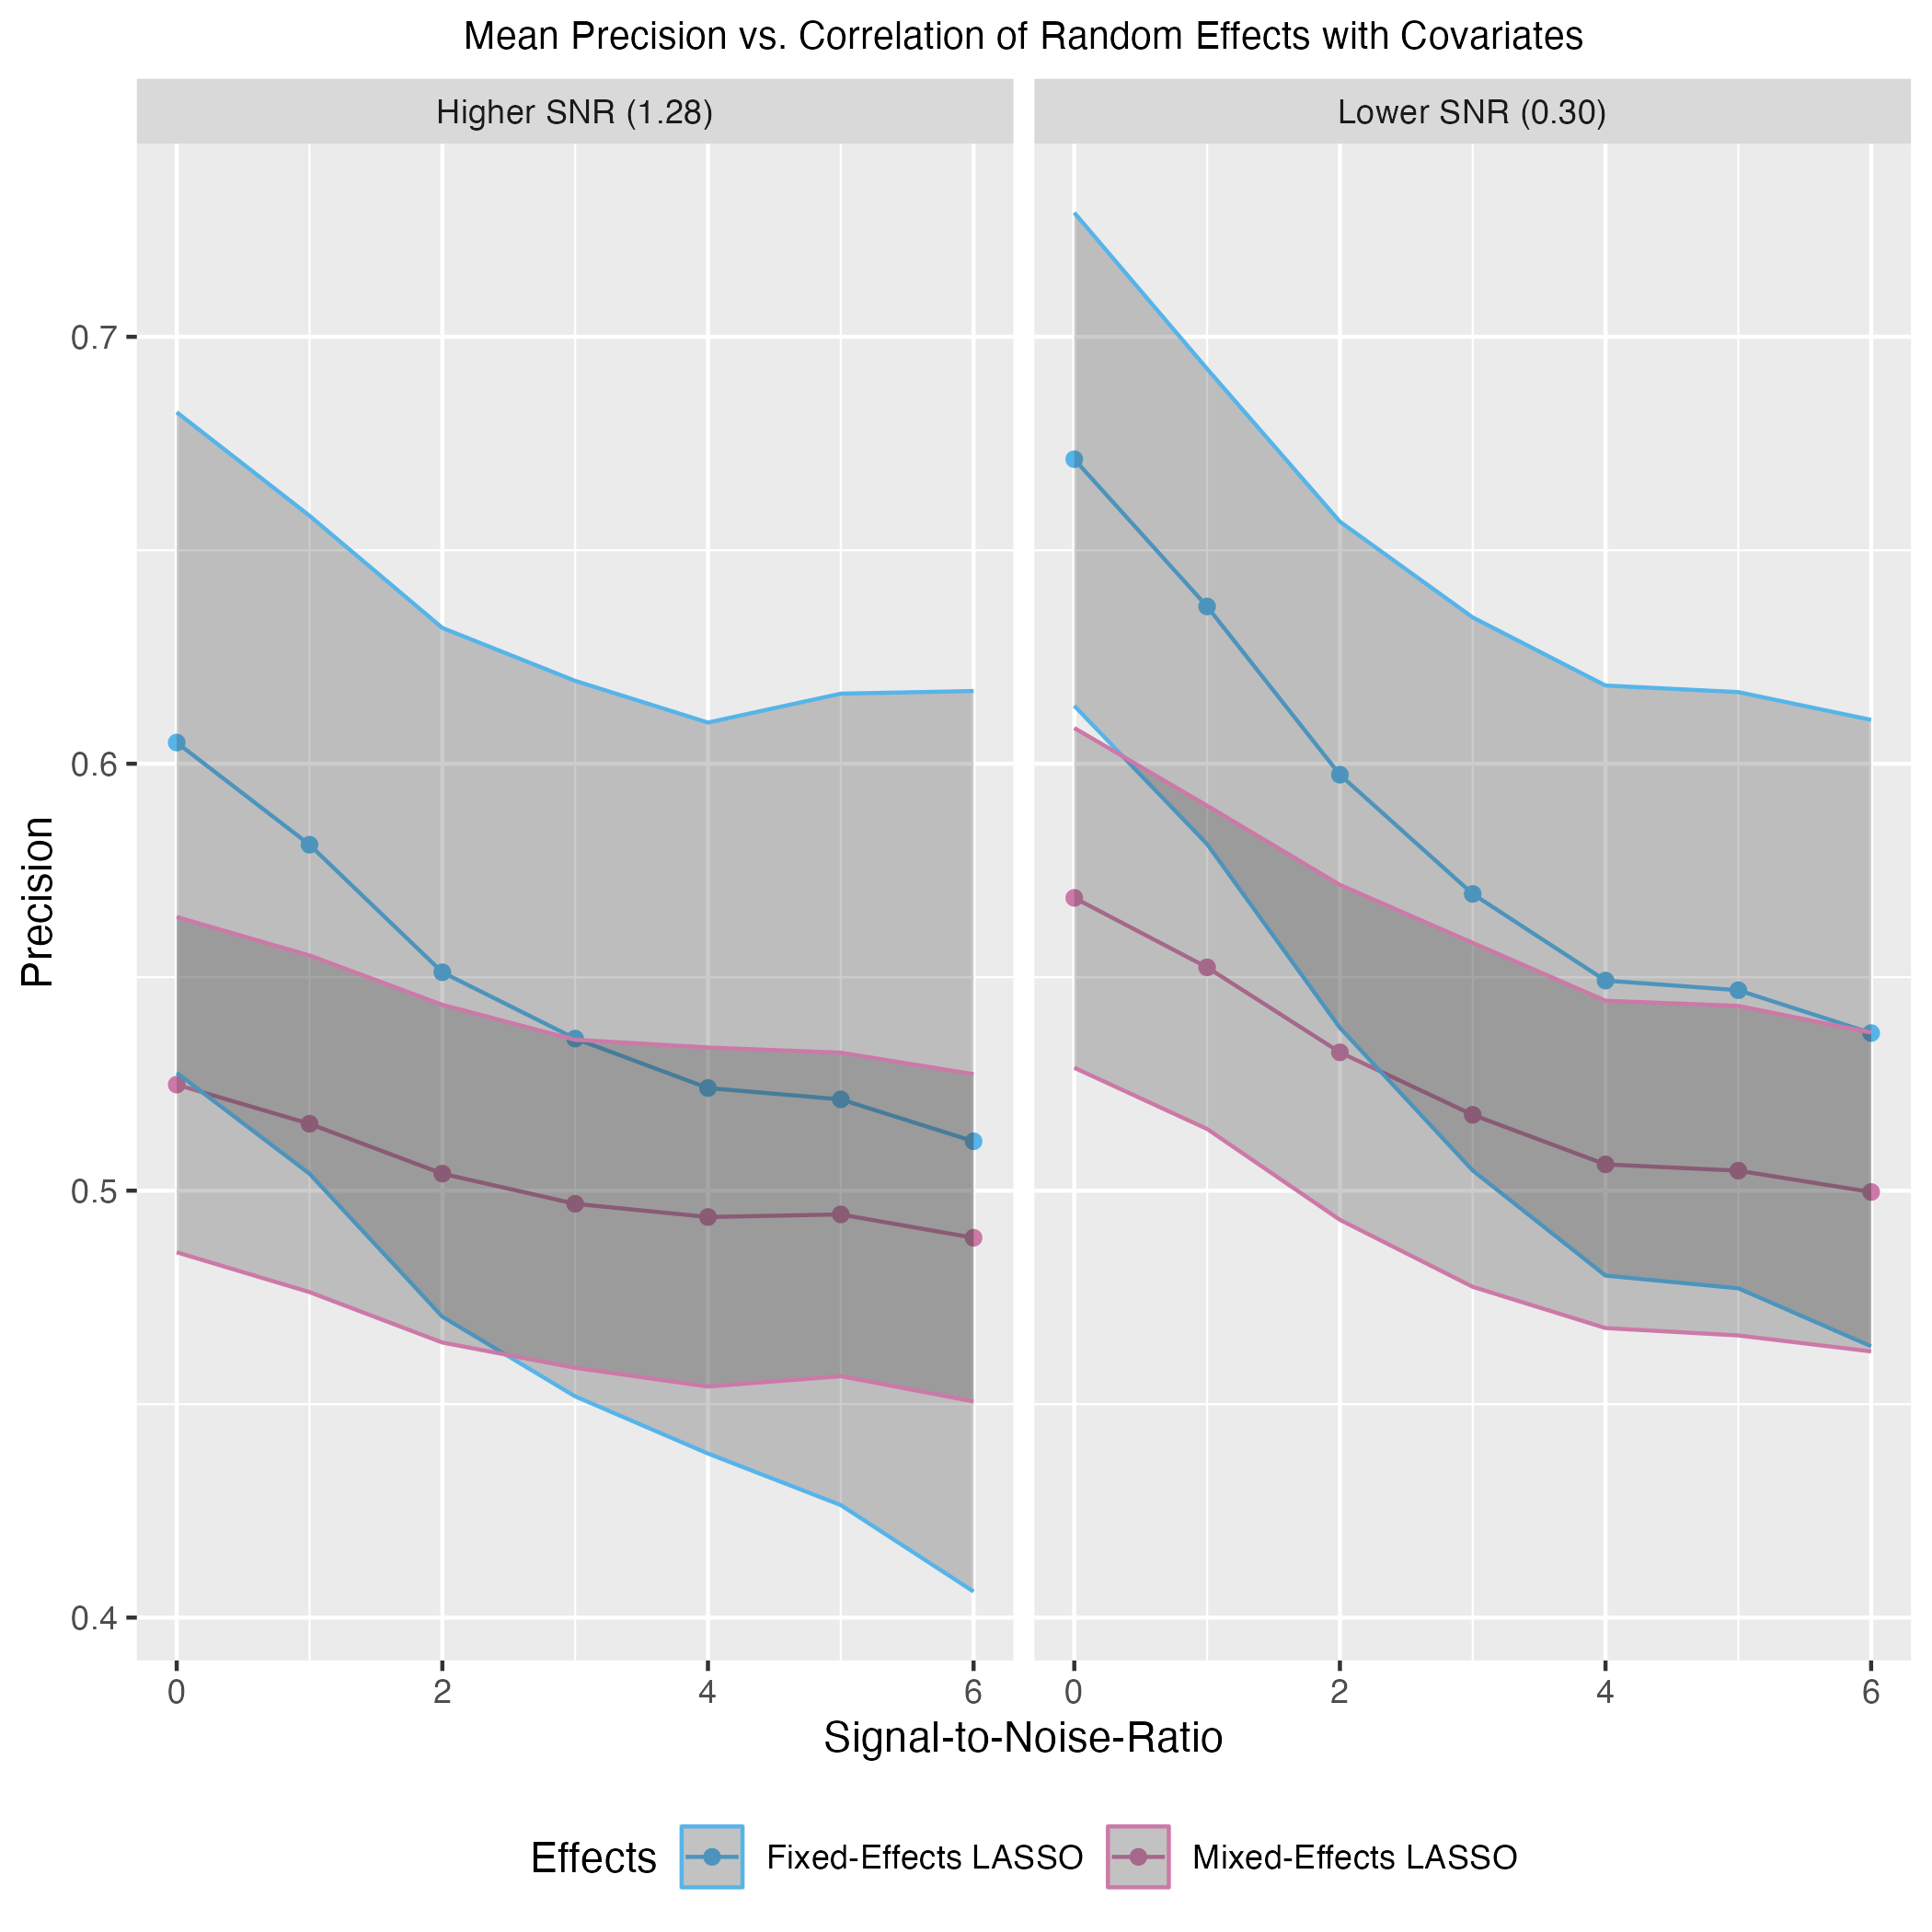 Mean Precision vs. Correlation of Random Effects with Covariates
Higher SNR (1.28)
Lower SNR (0.30)
Precision
0.7
0.6
0.5
0.4
0 2 4 6
0 2 4 6
Signal-to-Noise-Ratio
Effects Fixed-Effects LASSO Mixed-Effects LASSO